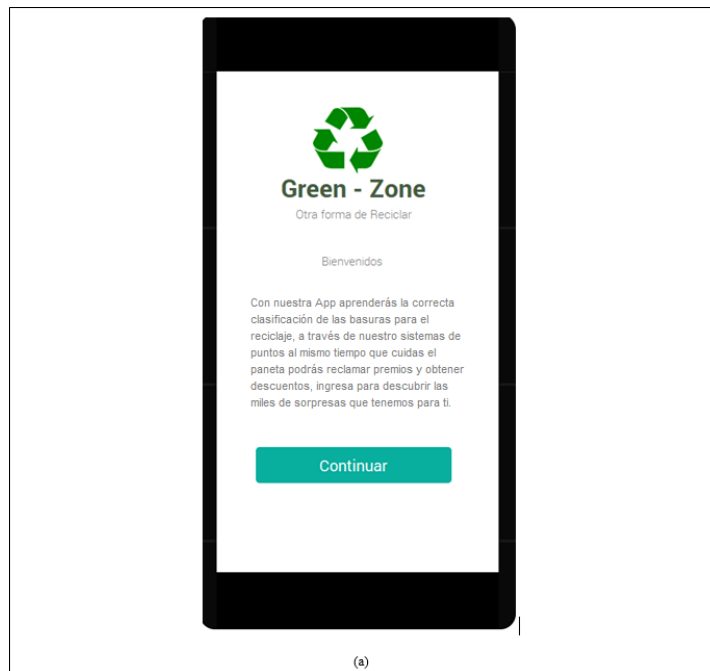 Green - Zone
Otra forma de Reciclar
Bienvenidos
Con nuestra App aprenderás la correcta
clasificación de las basuras para el
reciclaje, a través de nuestro sistemas de
puntos al mismo tiempo que cuidas el
paneta podrás reclamar premios y obtener
descuentos, ingresa para descubrir las
miles de sorpresas que tenemos para ti.
Continuar
(a)